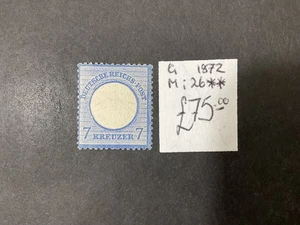 DEUTSCHE REICHS-POST
7 7
KREUZER
G 1872
M: 26**
£75.00